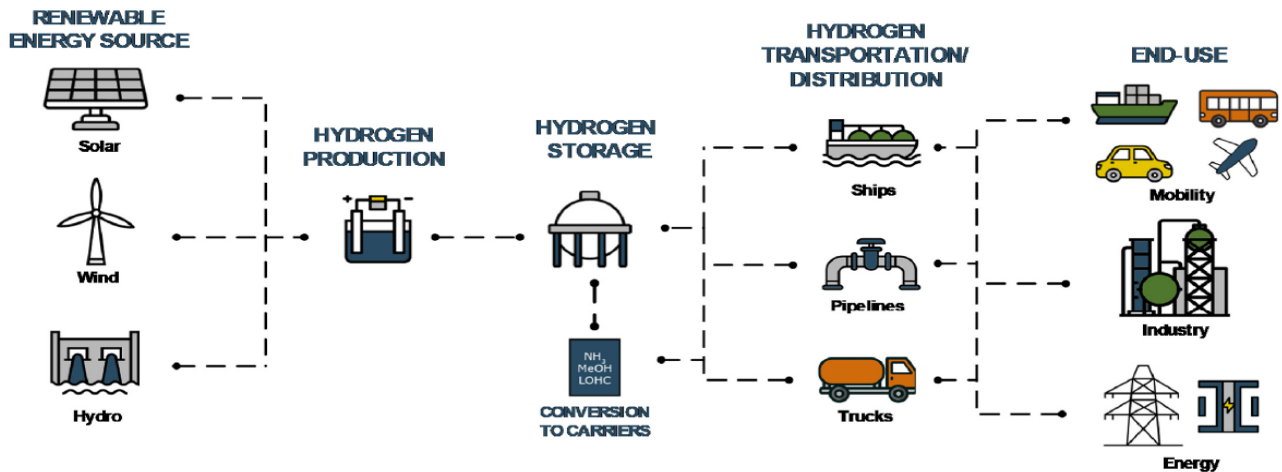 RENEWABLE
ENERGY SOURCE
Solar
Wind
Hydro
HYDROGEN
PRODUCTION
+ −
HYDROGEN
STORAGE
NH3
MeOH
LOHC
CONVERSION
TO CARRIERS
HYDROGEN
TRANSPORTATION/
DISTRIBUTION
Ships
Pipelines
Trucks
END-USE
Mobility
Industry
Energy